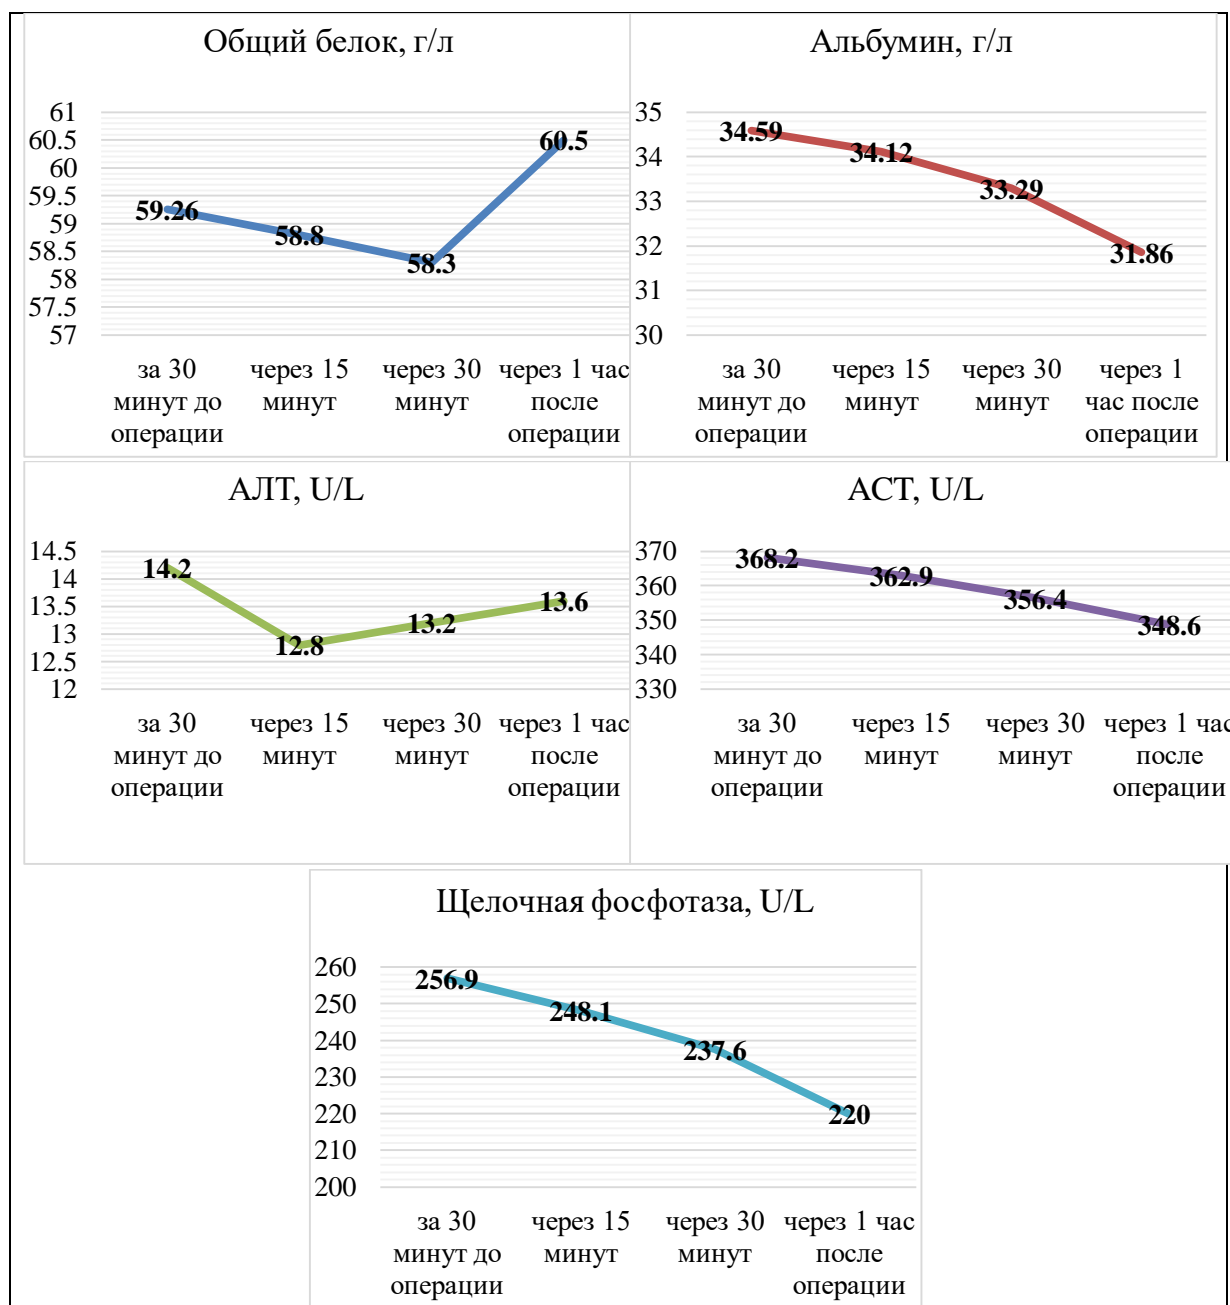 Общий белок, г/л
61
60.5
60
59.5
59
58.5
58
57.5
57
59.26
58.8
58.3
60.5
за 30 через 15 через 30 через 1 час
минут до минут минут после
операции операции
Альбумин, г/л
35
34
33
32
31
30
34.59
34.12
33.29
31.86
за 30 через 15 через 30 через 1
минут до минут минут час после
операции операции
АЛТ, U/L
14.5
14
13.5
13
12.5
12
14.2
12.8
13.2
13.6
за 30 через 15 через 30 через 1 час
минут до минут минут после
операции операции
АСТ, U/L
370
360
350
340
330
368.2
362.9
356.4
348.6
за 30 через 15 через 30 через 1 час
минут до минут минут после
операции операции
Щелочная фосфотаза, U/L
260
250
240
230
220
210
200
256.9
248.1
237.6
220
за 30 через 15 через 30 через 1 час
минут до минут минут после
операции операции